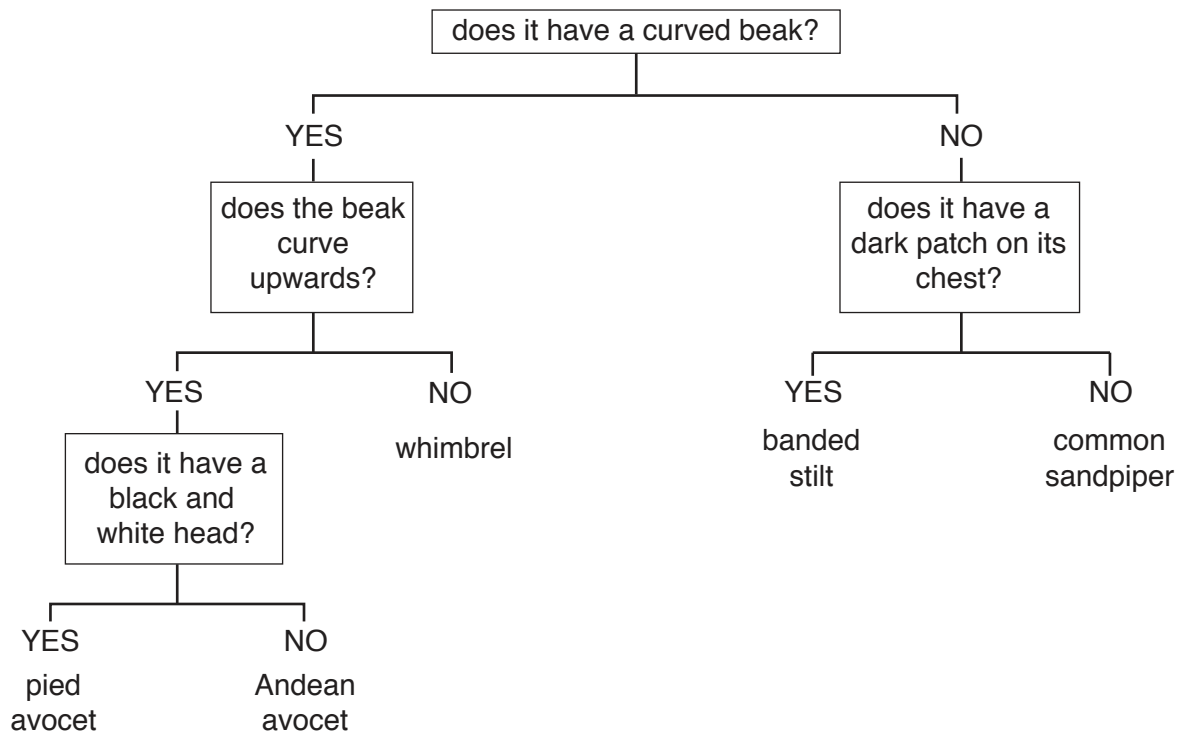 does it have a curved beak?
YES
NO
does the beak
curve
upwards?
does it have a
dark patch on its
chest?
YES
NO
YES
NO
whimbrel
banded
stilt
common
sandpiper
does it have a
black and
white head?
YES
NO
pied
avocet
Andean
avocet